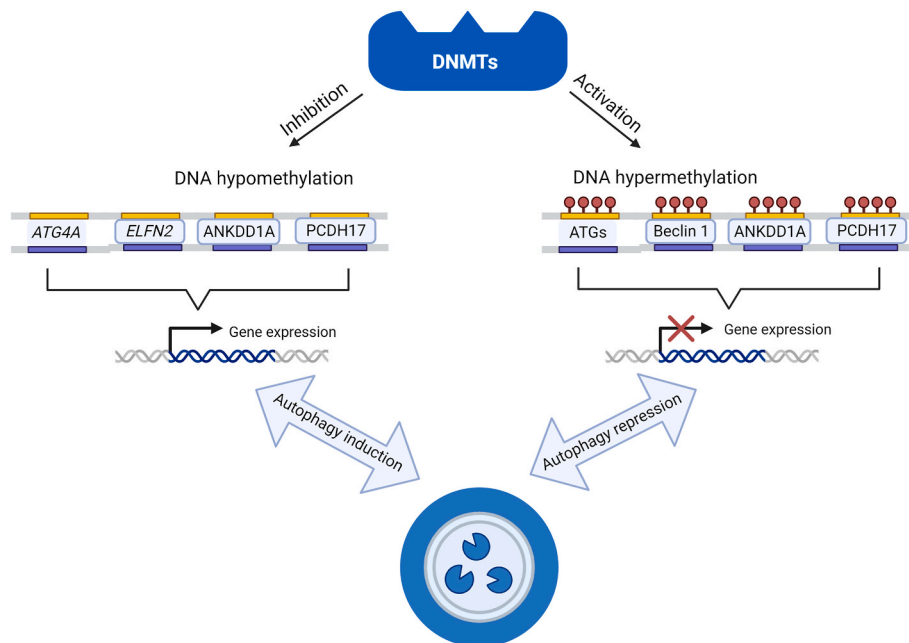 DNMTs
Inhibition
Activation
DNA hypomethylation
DNA hypermethylation
ATG4A
ELFN2
ANKDD1A
PCDH17
ATGs
Beclin 1
ANKDD1A
PCDH17
Gene expression
Gene expression
Autophagy induction
Autophagy repression